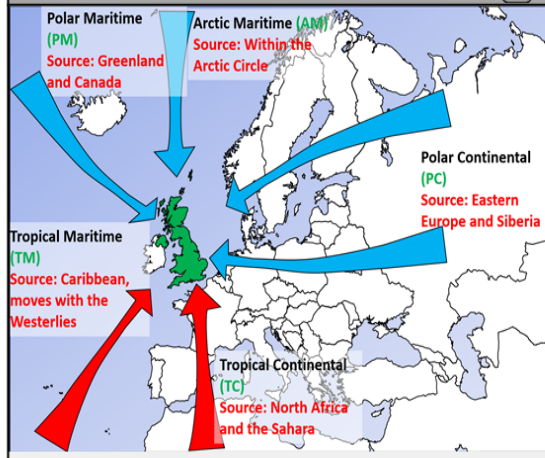 Polar Maritime
(PM)
Source: Greenland
and Canada
Arctic Maritime (AM)
Source: Within the
Arctic Circle
Polar Continental
(PC)
Source: Eastern
Europe and Siberia
Tropical Maritime
(TM)
Source: Caribbean,
moves with the
Westerlies
Tropical Continental
(TC)
Source: North Africa
and the Sahara